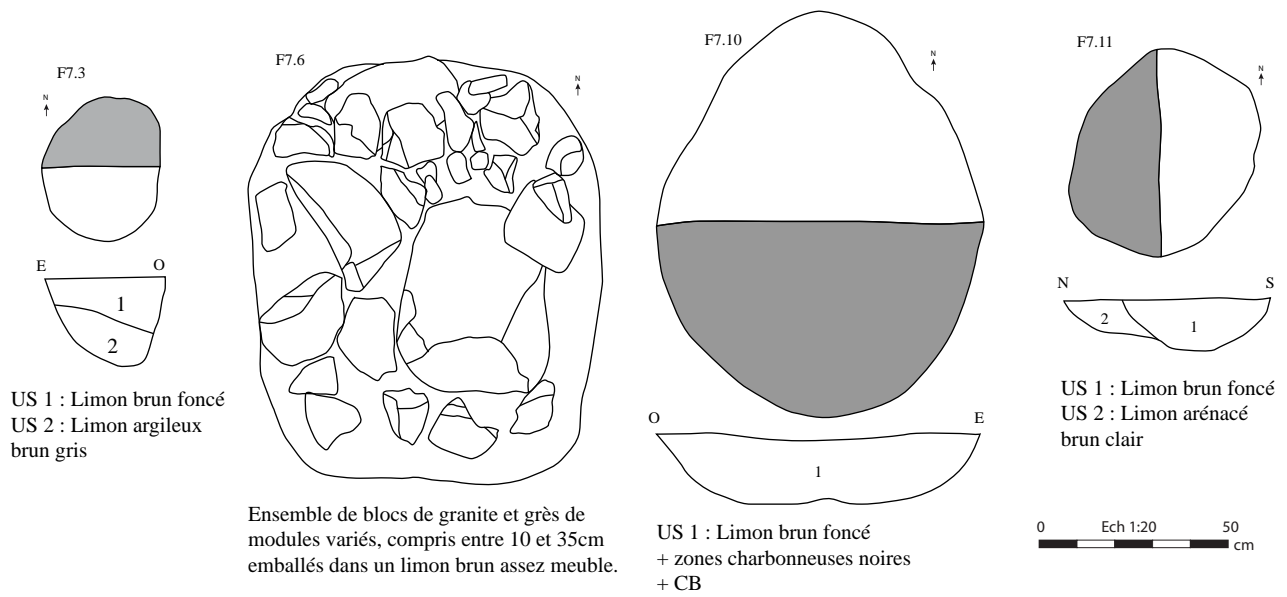 F7.3
N
E O
1
2
US 1 : Limon brun foncé
US 2 : Limon argileux
brun gris
F7.6
N
Ensemble de blocs de granite et grès de
modules variés, compris entre 10 et 35cm
emballés dans un limon brun assez meuble.
F7.10
N
O E
1
US 1 : Limon brun foncé
+ zones charbonneuses noires
+ CB
F7.11
N
N S
2 1
US 1 : Limon brun foncé
US 2 : Limon arénacé
brun clair
0 Ech 1:20 50
cm